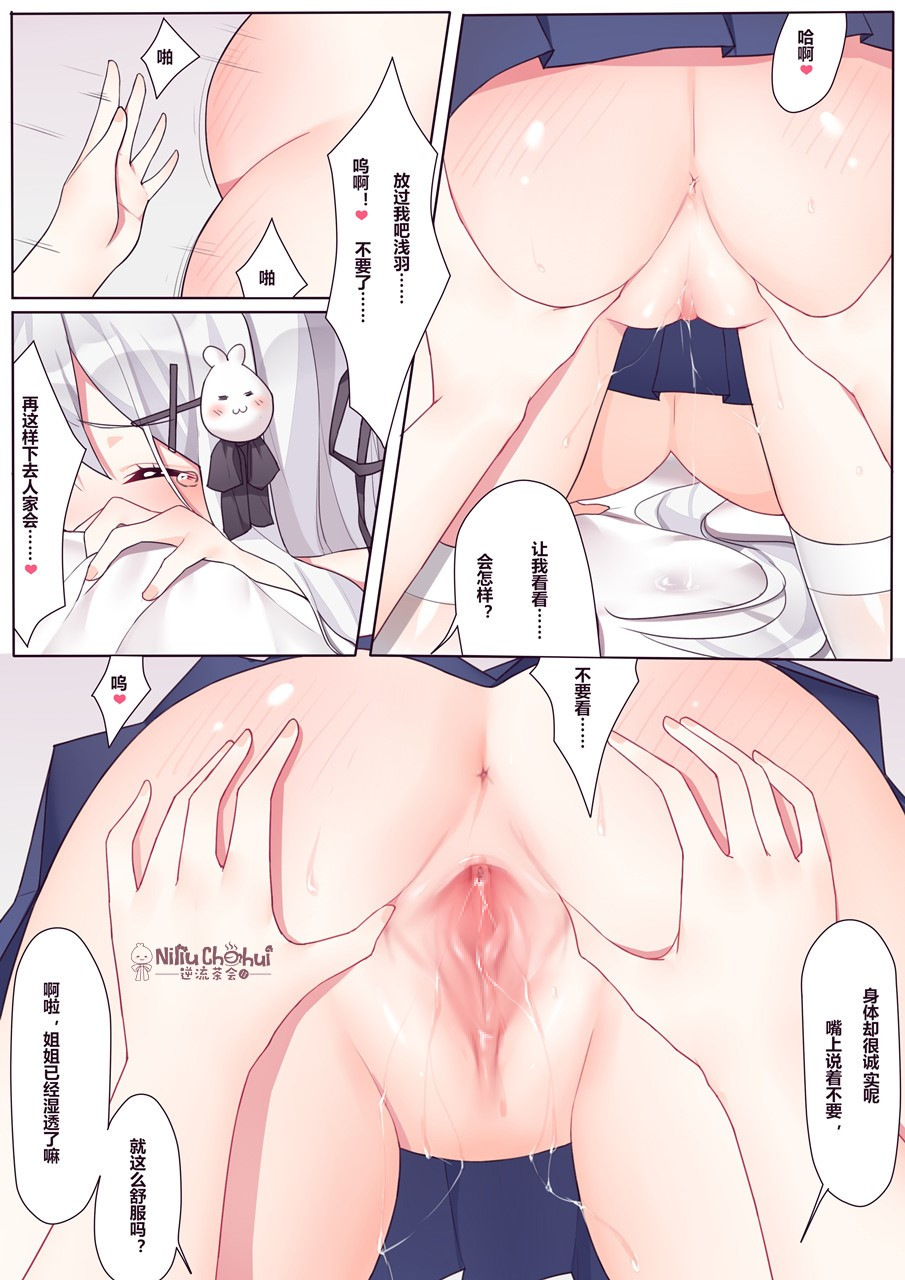 哈啊♥
啪
啪
呜啊！♥ 不要了……
放过我吧浅羽……
再这样下去人家会……♥
让我看看……
会怎样？
不要看……
呜♥
嘴上说着不要，
身体却很诚实呢
啊啦，姐姐已经湿透了嘛
就这么舒服吗？
Niliu Chahui
逆流茶会